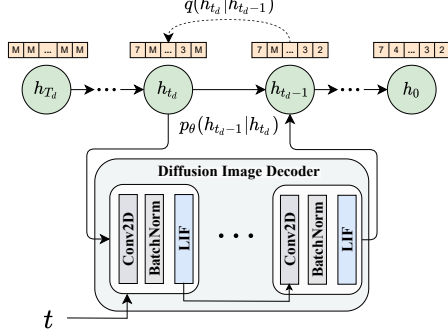 q(h_{t_d}|h_{t_d-1})
M M ... M M
7 M ... 3 M
7 M ... 3 2
7 4 ... 3 2
h_{T_d} ... h_{t_d} h_{t_d-1} ... h_0
p_θ(h_{t_d-1}|h_{t_d})
Diffusion Image Decoder
Conv2D
BatchNorm
LIF
...
Conv2D
BatchNorm
LIF
t